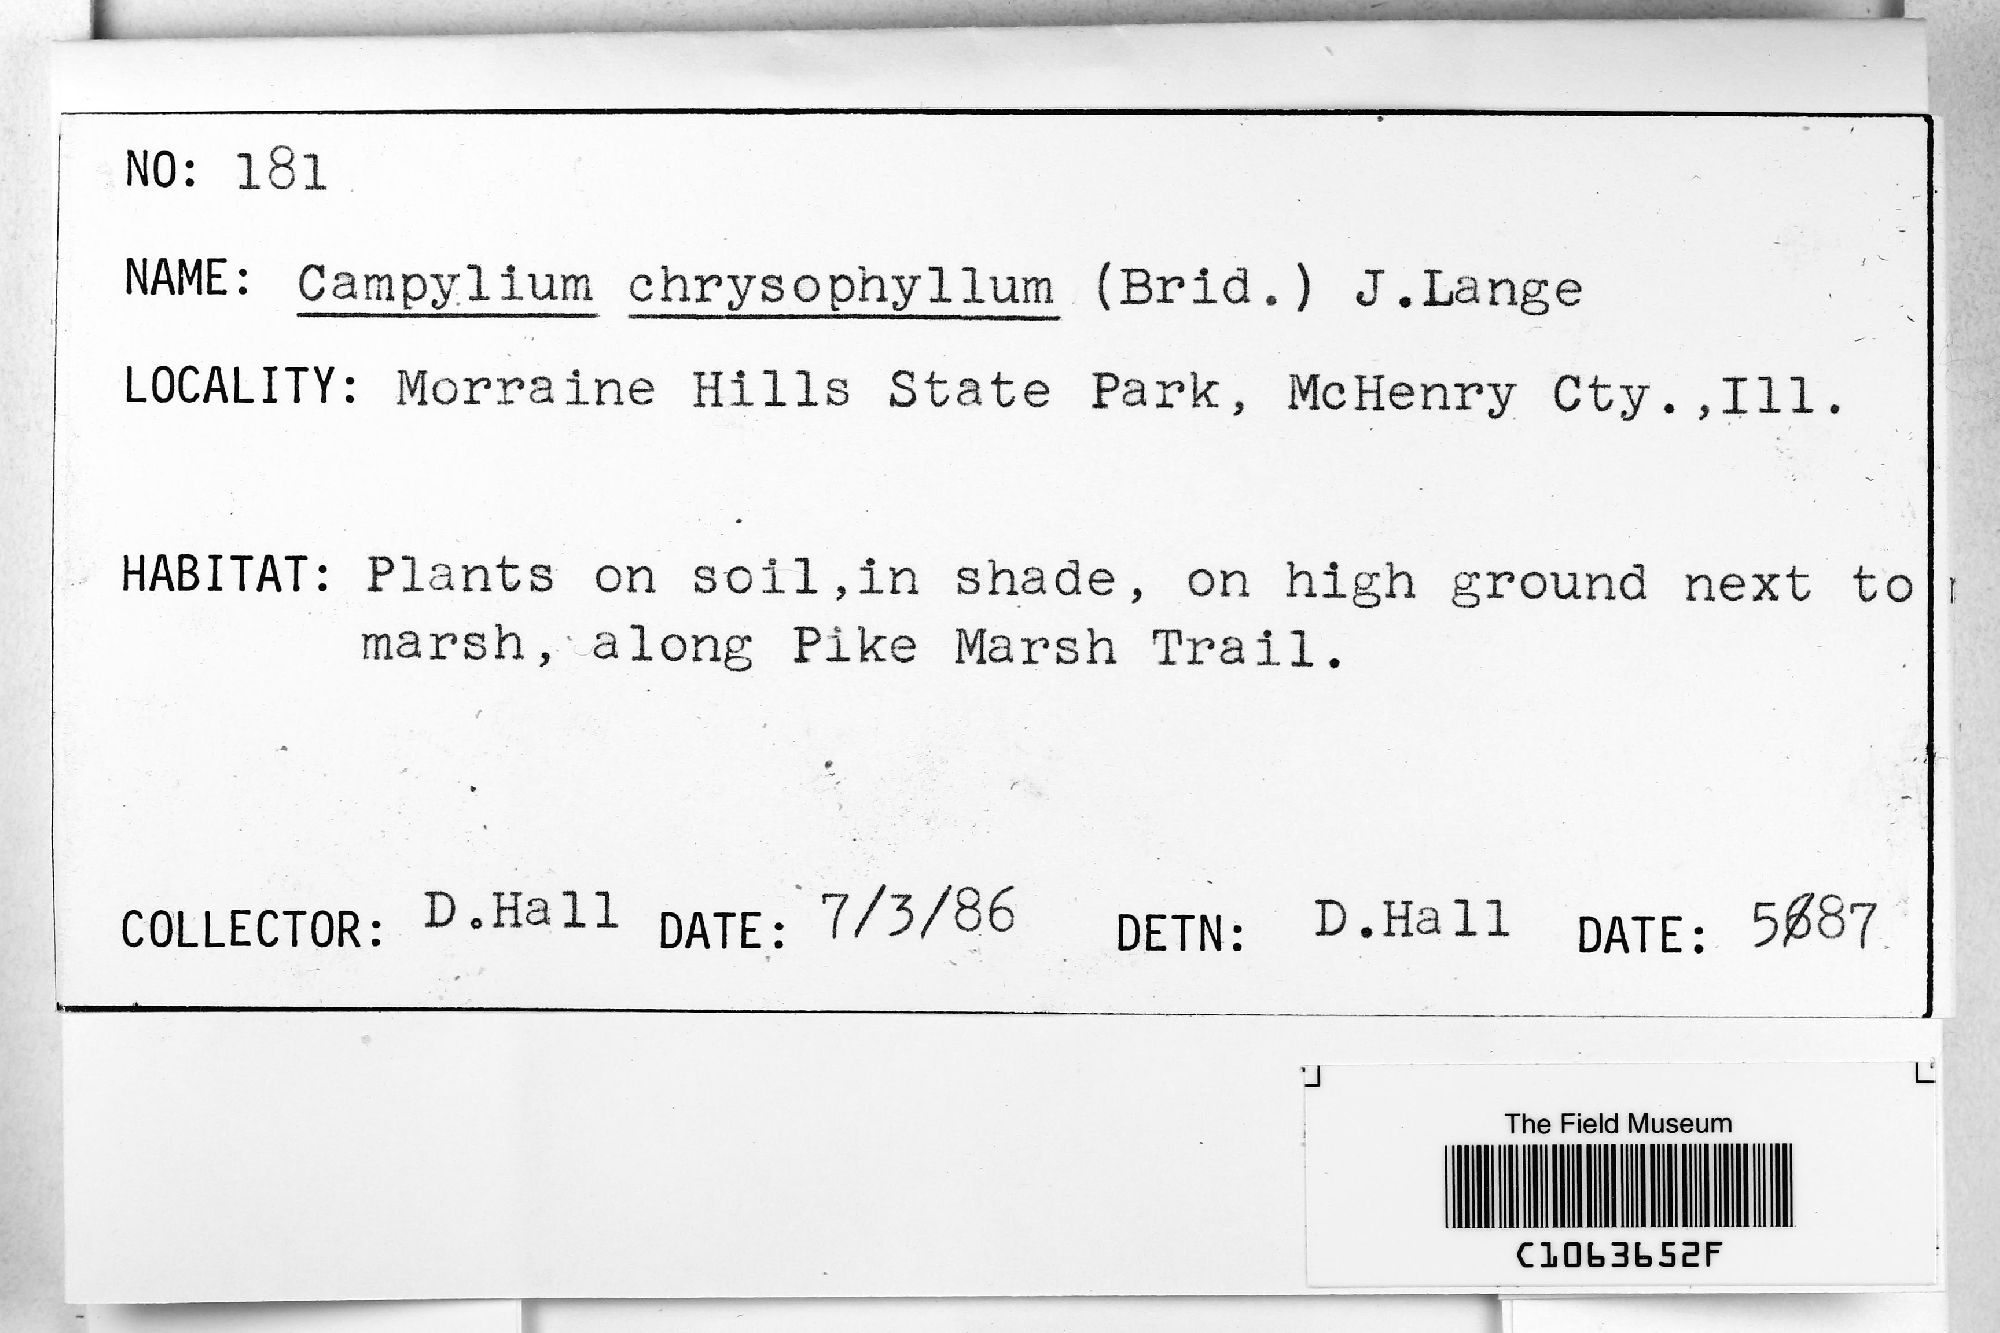 NO: 181
NAME: Campylium chrysophyllum (Brid.) J.Lange
LOCALITY: Morraine Hills State Park, McHenry Cty.,Ill.
HABITAT: Plants on soil,in shade, on high ground next to
marsh, along Pike Marsh Trail.
COLLECTOR: D.Hall DATE: 7/3/86 DETN: D.Hall DATE: 5/87
The Field Museum
C1063652F